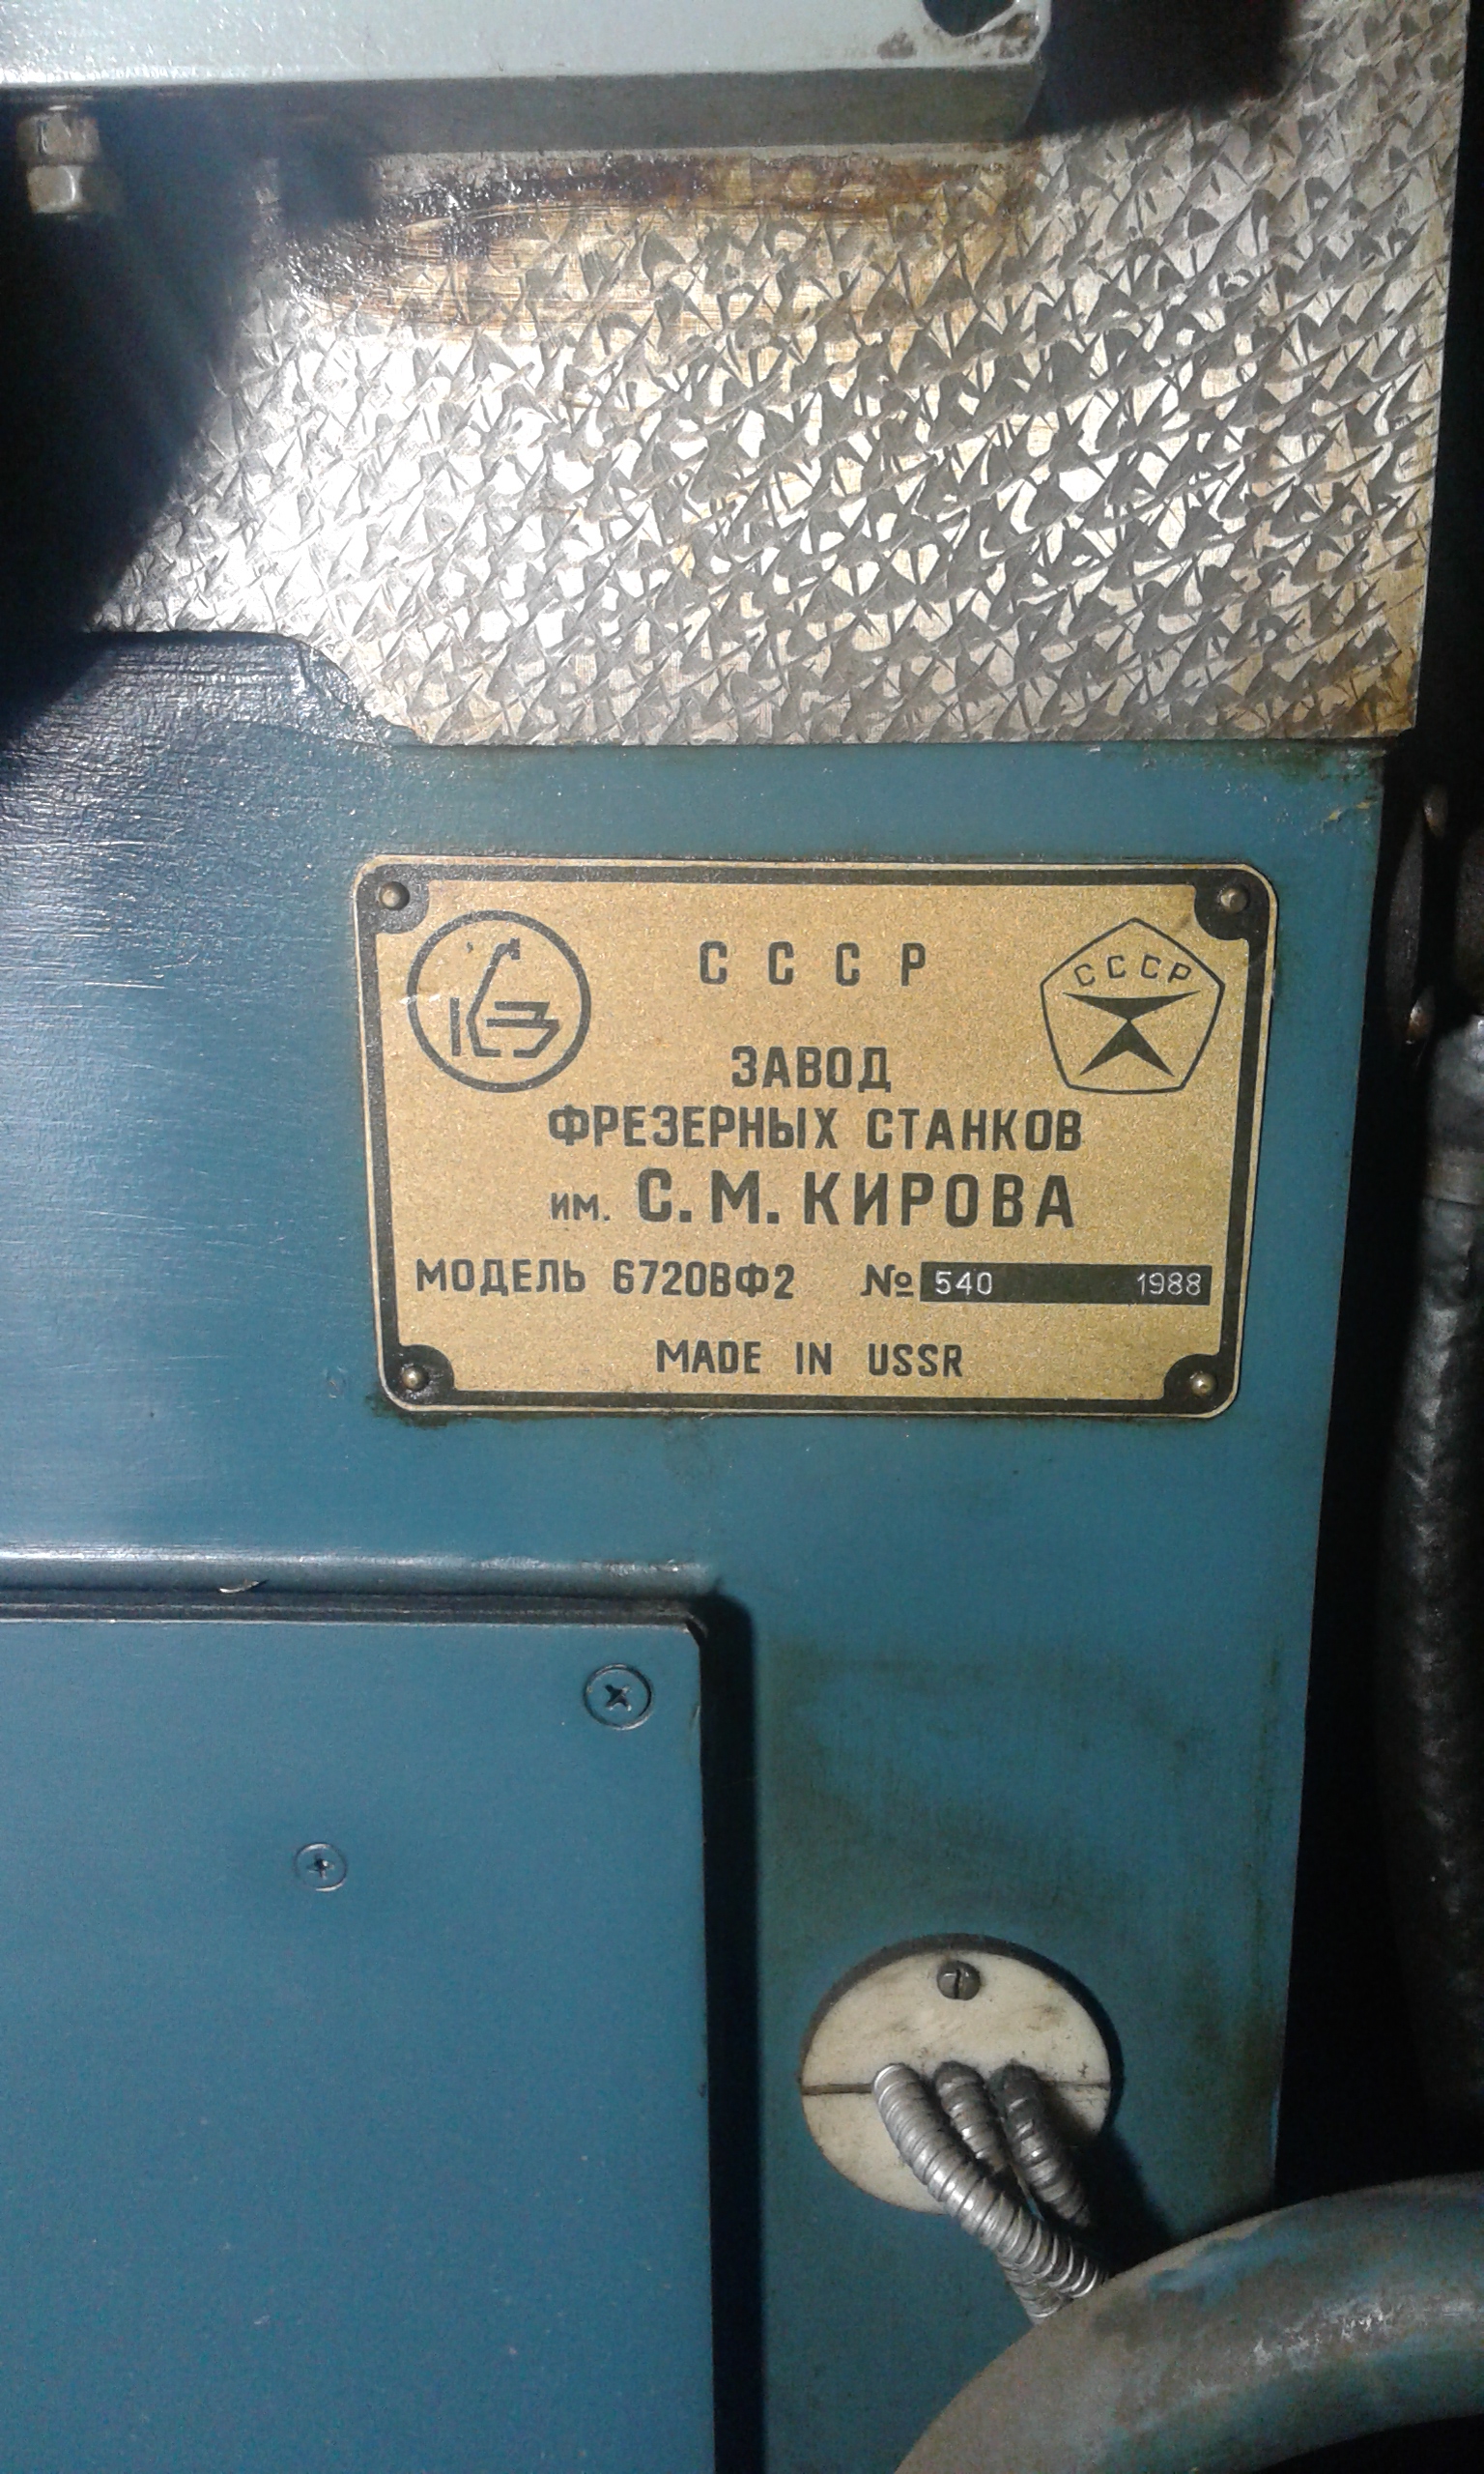 СССР
СССР
ЗАВОД
ФРЕЗЕРНЫХ СТАНКОВ
им. С.М. КИРОВА
МОДЕЛЬ 6720ВФ2 № 540 1988
MADE IN USSR